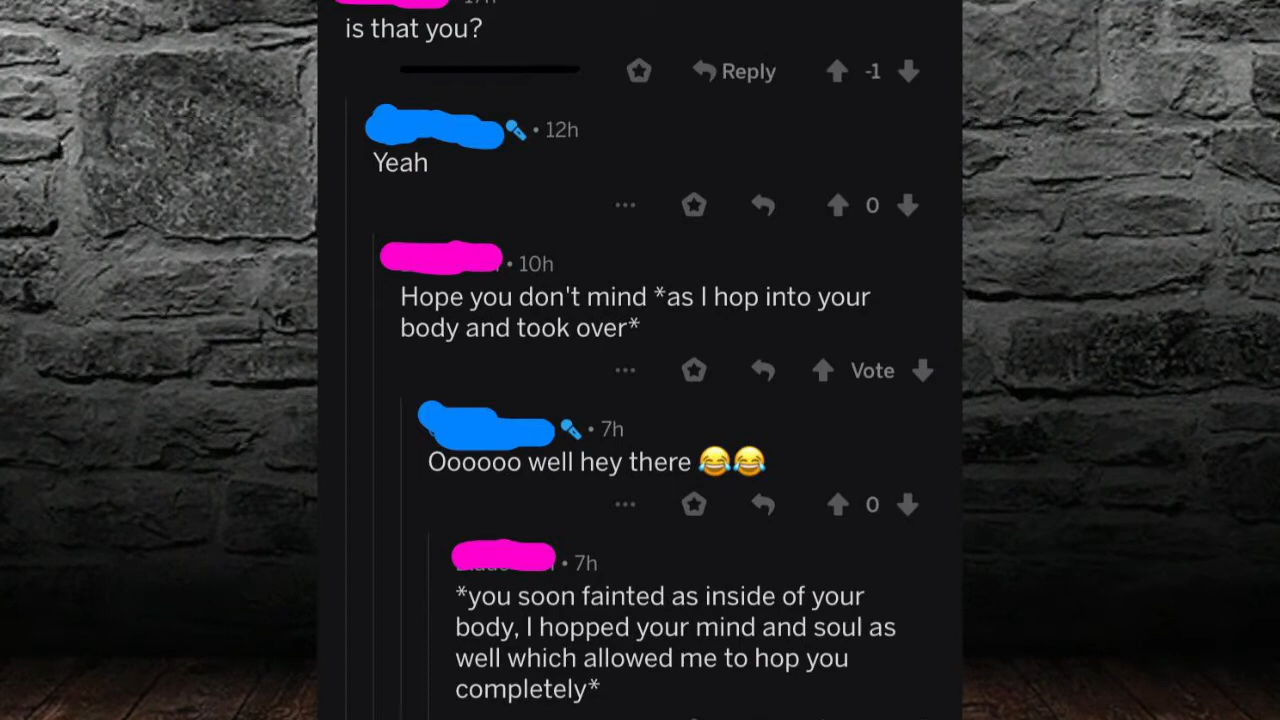 is that you?
Reply
-1
• 12h
Yeah
0
• 10h
Hope you don't mind *as I hop into your
body and took over*
Vote
• 7h
Oooooo well hey there 😂😂
0
• 7h
*you soon fainted as inside of your
body, I hopped your mind and soul as
well which allowed me to hop you
completely*